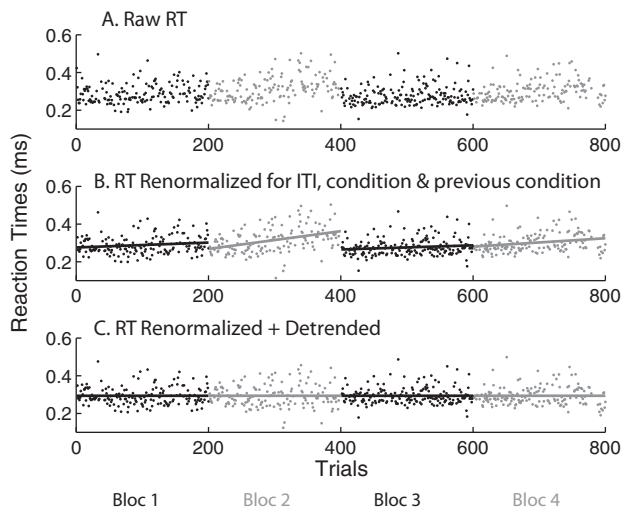 A. Raw RT
0.6
0.4
0.2
0 200 400 600 800
Reaction Times (ms)
B. RT Renormalized for ITI, condition & previous condition
0.6
0.4
0.2
0 200 400 600 800
C. RT Renormalized + Detrended
0.6
0.4
0.2
0 200 400 600 800
Trials
Bloc 1 Bloc 2 Bloc 3 Bloc 4